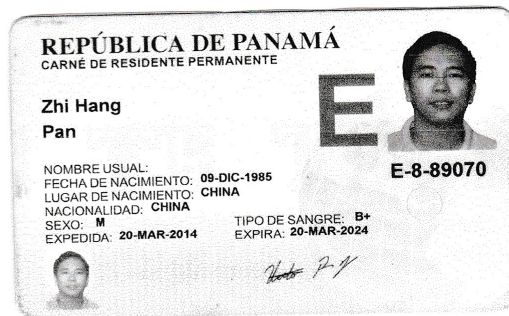 REPÚBLICA DE PANAMÁ
CARNÉ DE RESIDENTE PERMANENTE
Zhi Hang
Pan
E
E-8-89070
NOMBRE USUAL:
FECHA DE NACIMIENTO: 09-DIC-1985
LUGAR DE NACIMIENTO: CHINA
NACIONALIDAD: CHINA
SEXO: M TIPO DE SANGRE: B+
EXPEDIDA: 20-MAR-2014 EXPIRA: 20-MAR-2024